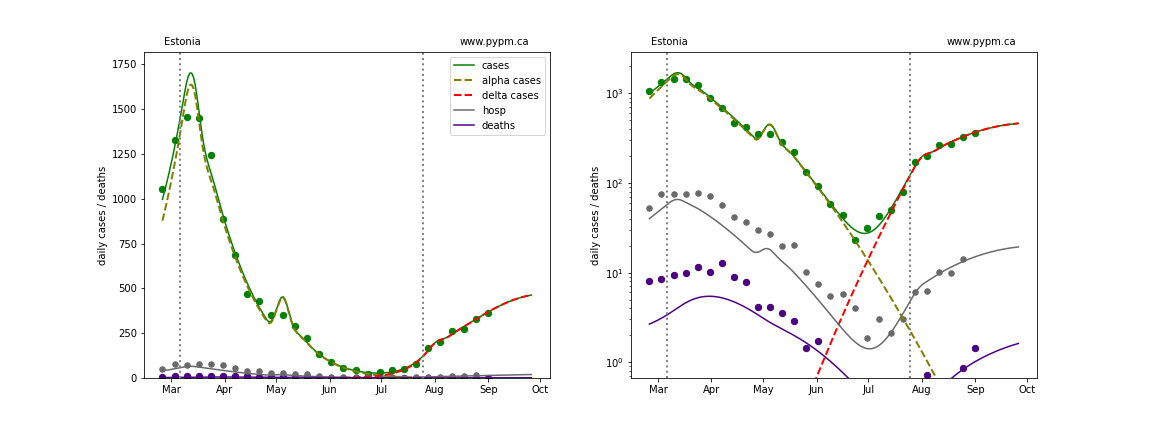 Estonia www.pypm.ca
1750
1500
1250
1000
750
500
250
0
daily cases / deaths
cases
alpha cases
delta cases
hosp
deaths
Mar Apr May Jun Jul Aug Sep Oct
Estonia www.pypm.ca
10³
10²
10¹
10⁰
daily cases / deaths
Mar Apr May Jun Jul Aug Sep Oct